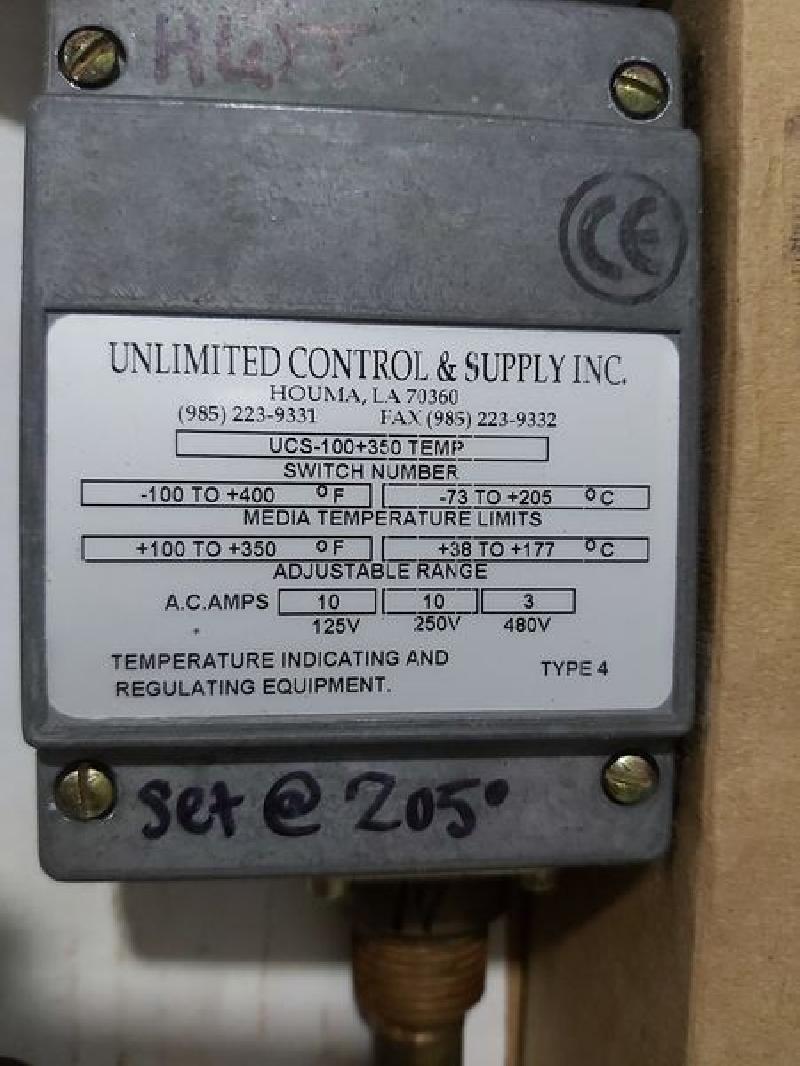 CE
UNLIMITED CONTROL & SUPPLY INC.
HOUMA, LA 70360
(985) 223-9331 FAX (985) 223-9332
UCS-100+350 TEMP
SWITCH NUMBER
-100 TO +400 °F -73 TO +205 °C
MEDIA TEMPERATURE LIMITS
+100 TO +350 °F +38 TO +177 °C
ADJUSTABLE RANGE
A.C.AMPS 10 10 3
125V 250V 480V
TEMPERATURE INDICATING AND
REGULATING EQUIPMENT.
TYPE 4
Set @ 205°